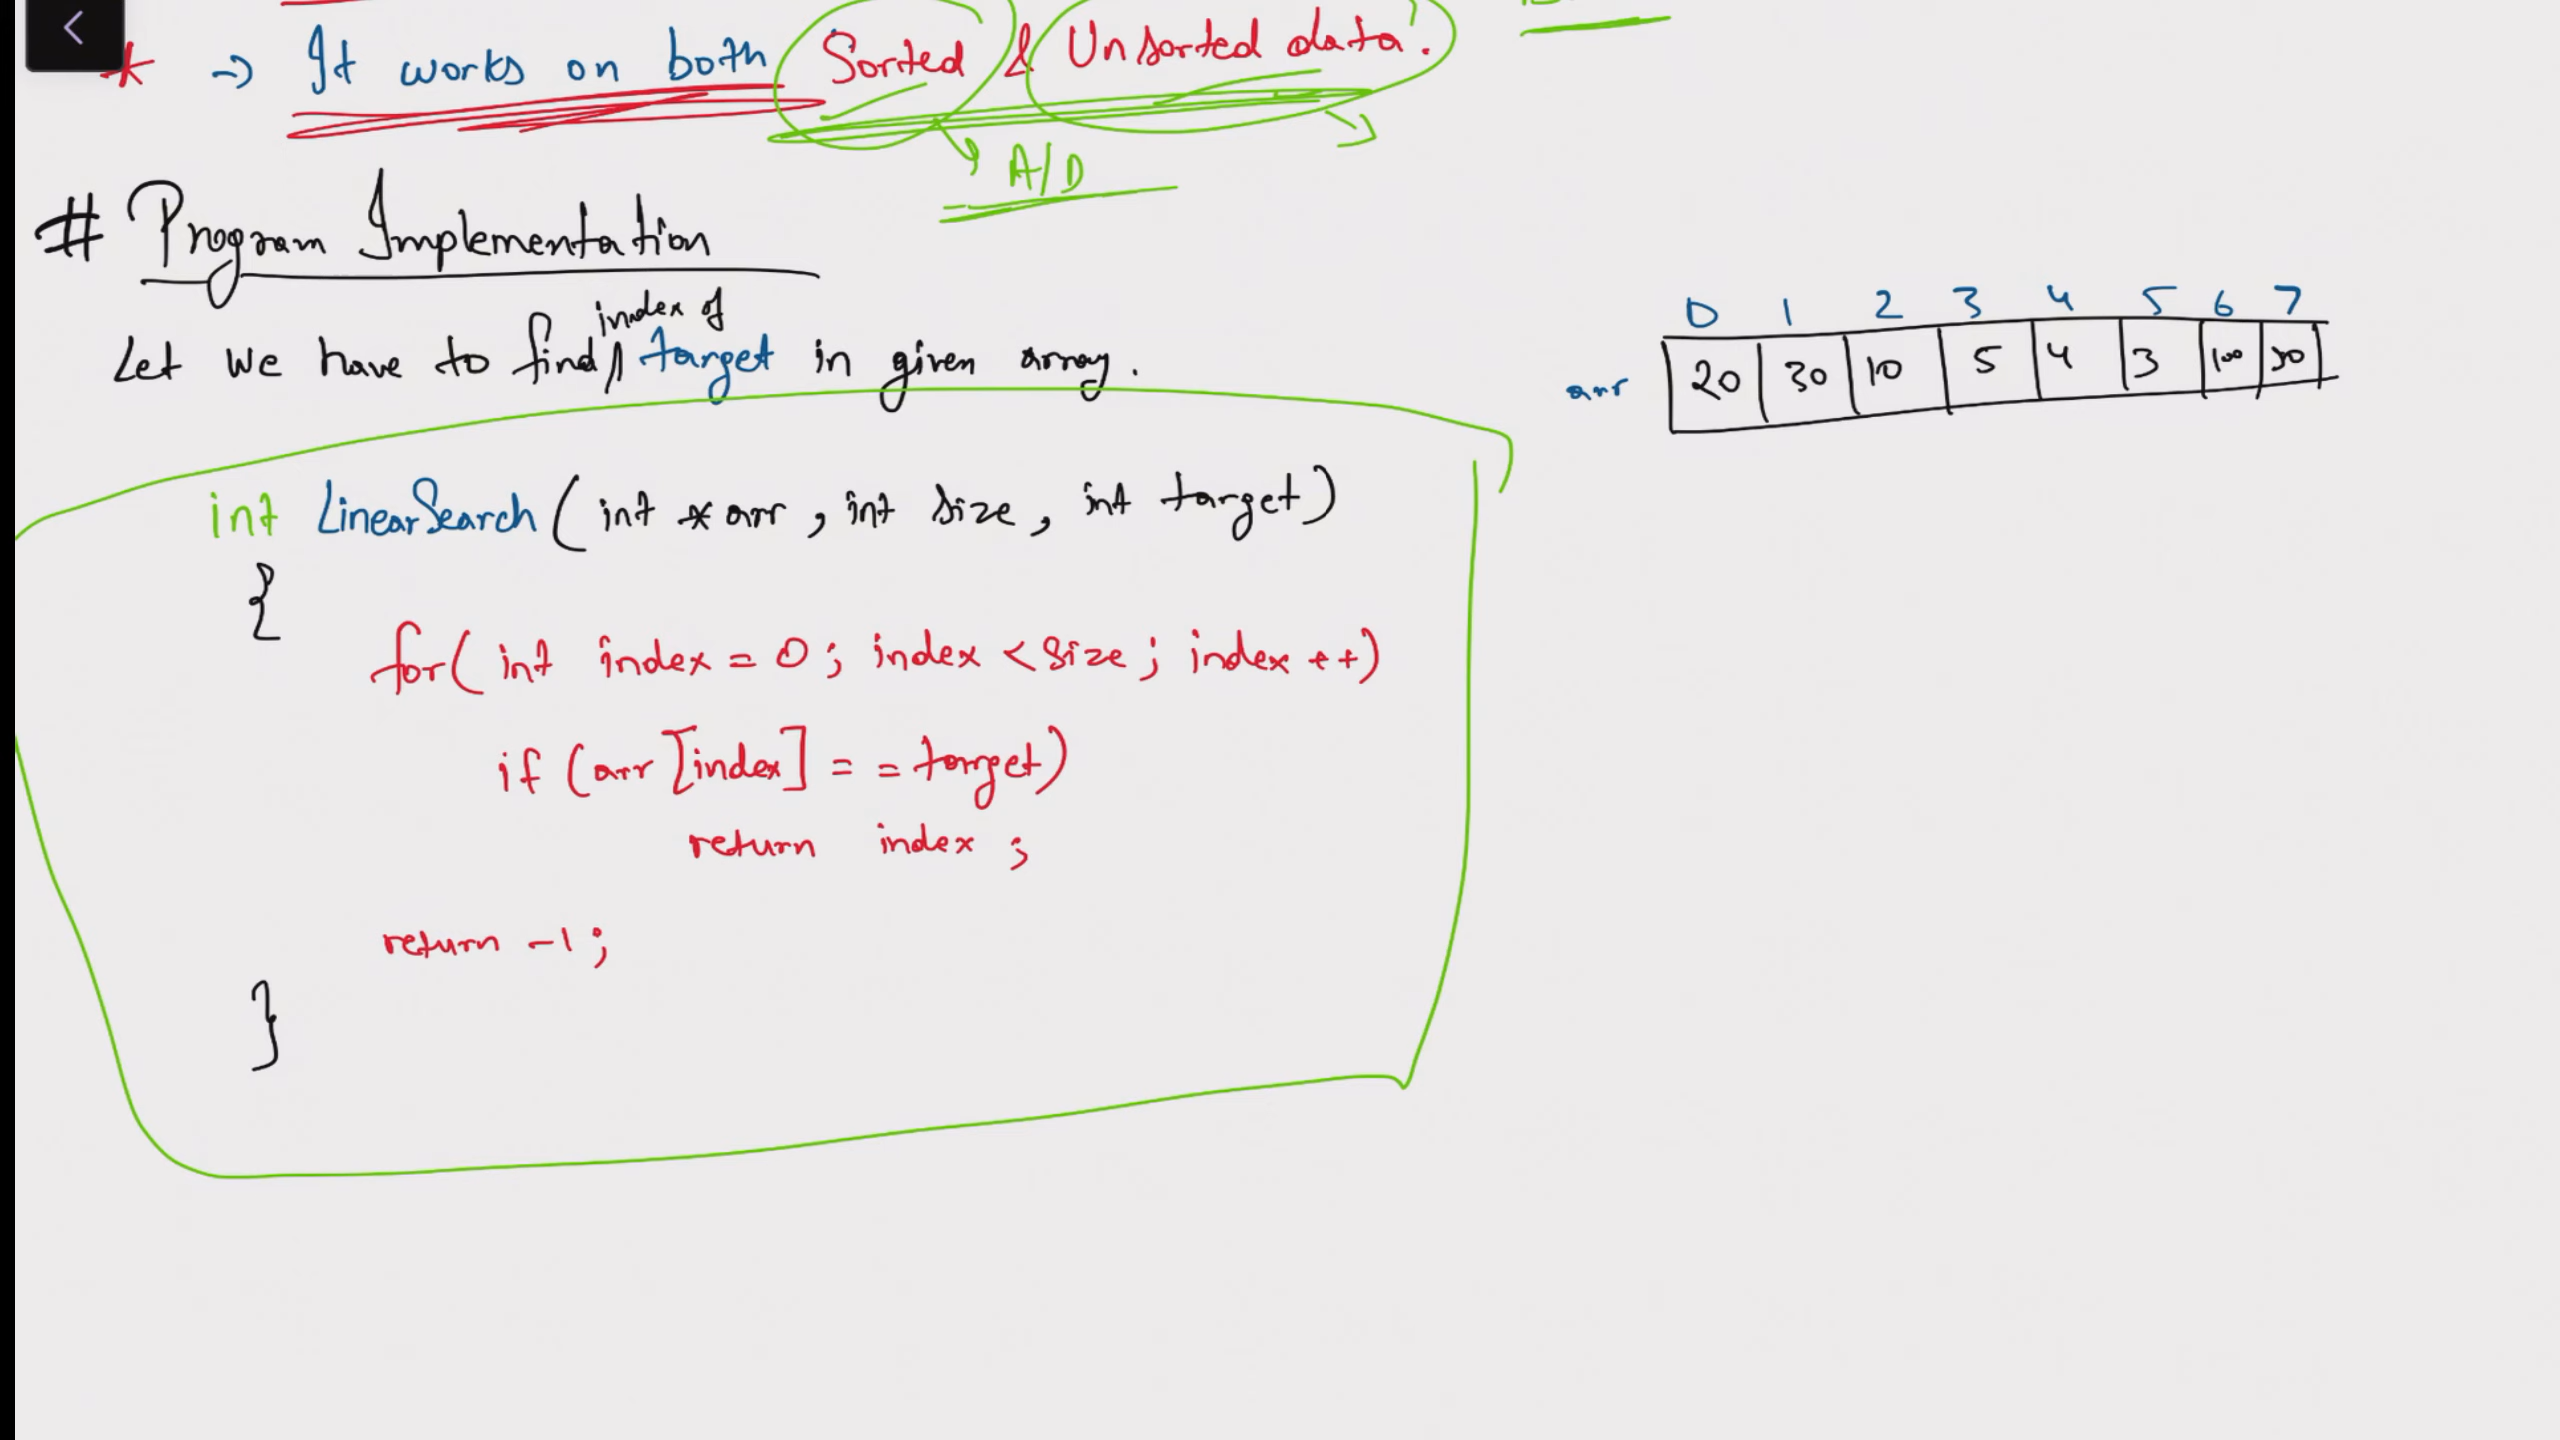 * → It works on both Sorted & Unsorted data.
A/D
# Program Implementation
index of
Let we have to find target in given array.
0 1 2 3 4 5 6 7
arr 20 30 10 5 4 3 100
int LinearSearch ( int * arr , int size , int target )
{
for( int index = 0 ; index < size ; index ++)
if (arr [index] = = target)
return index ;
return -1 ;
}